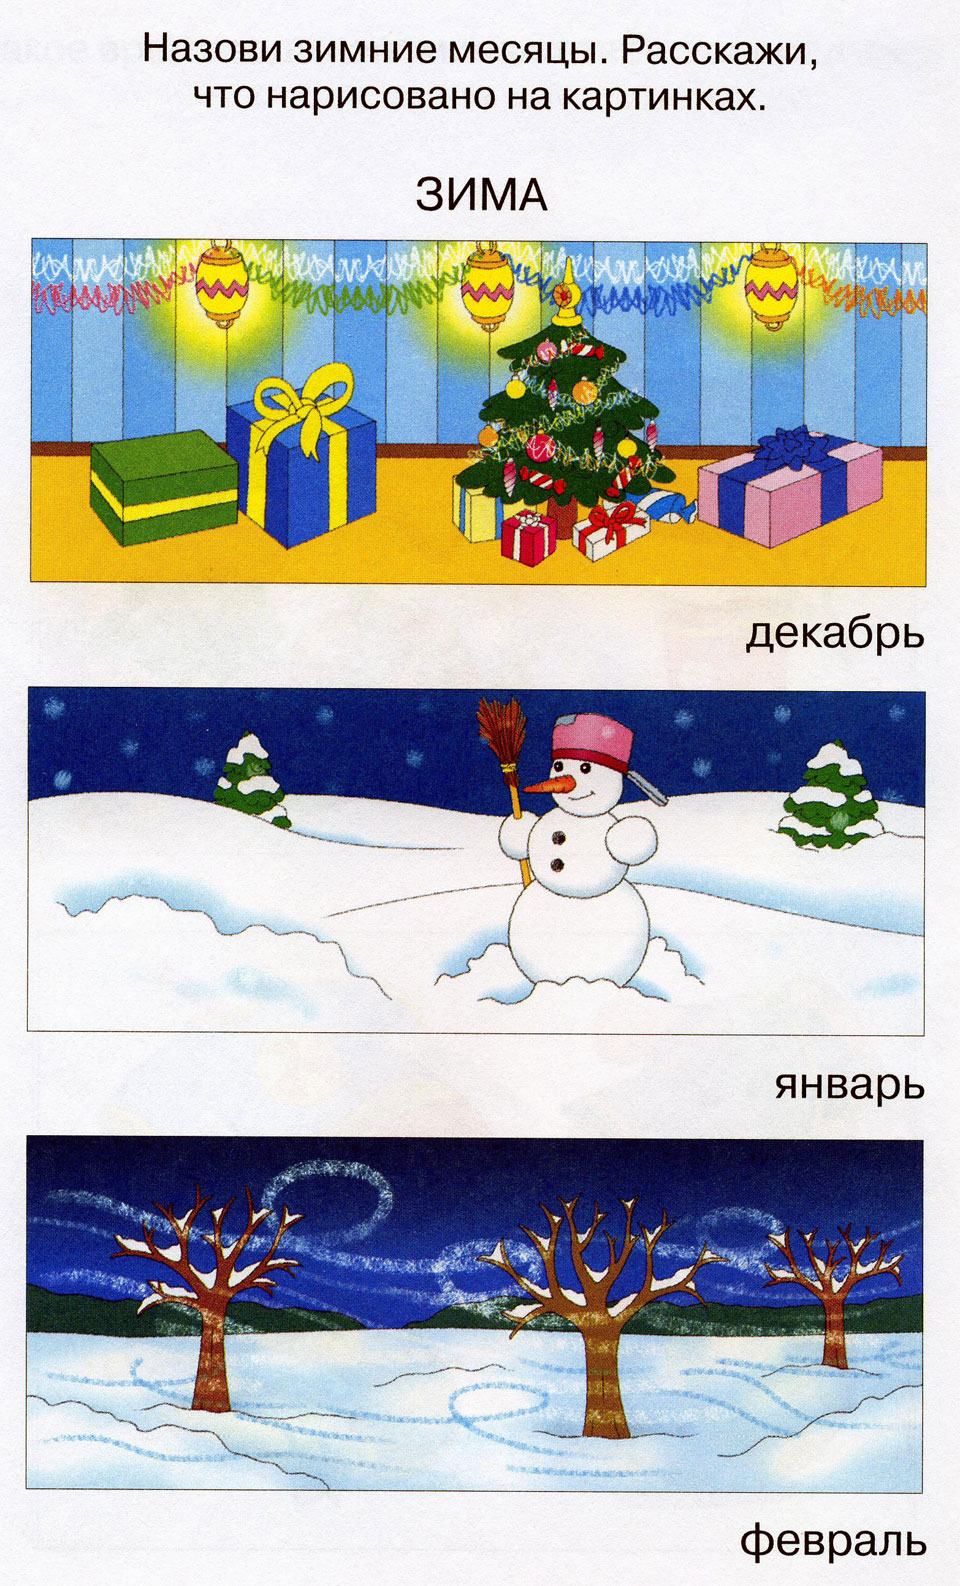 Назови зимние месяцы. Расскажи,
что нарисовано на картинках.
ЗИМА
декабрь
январь
февраль